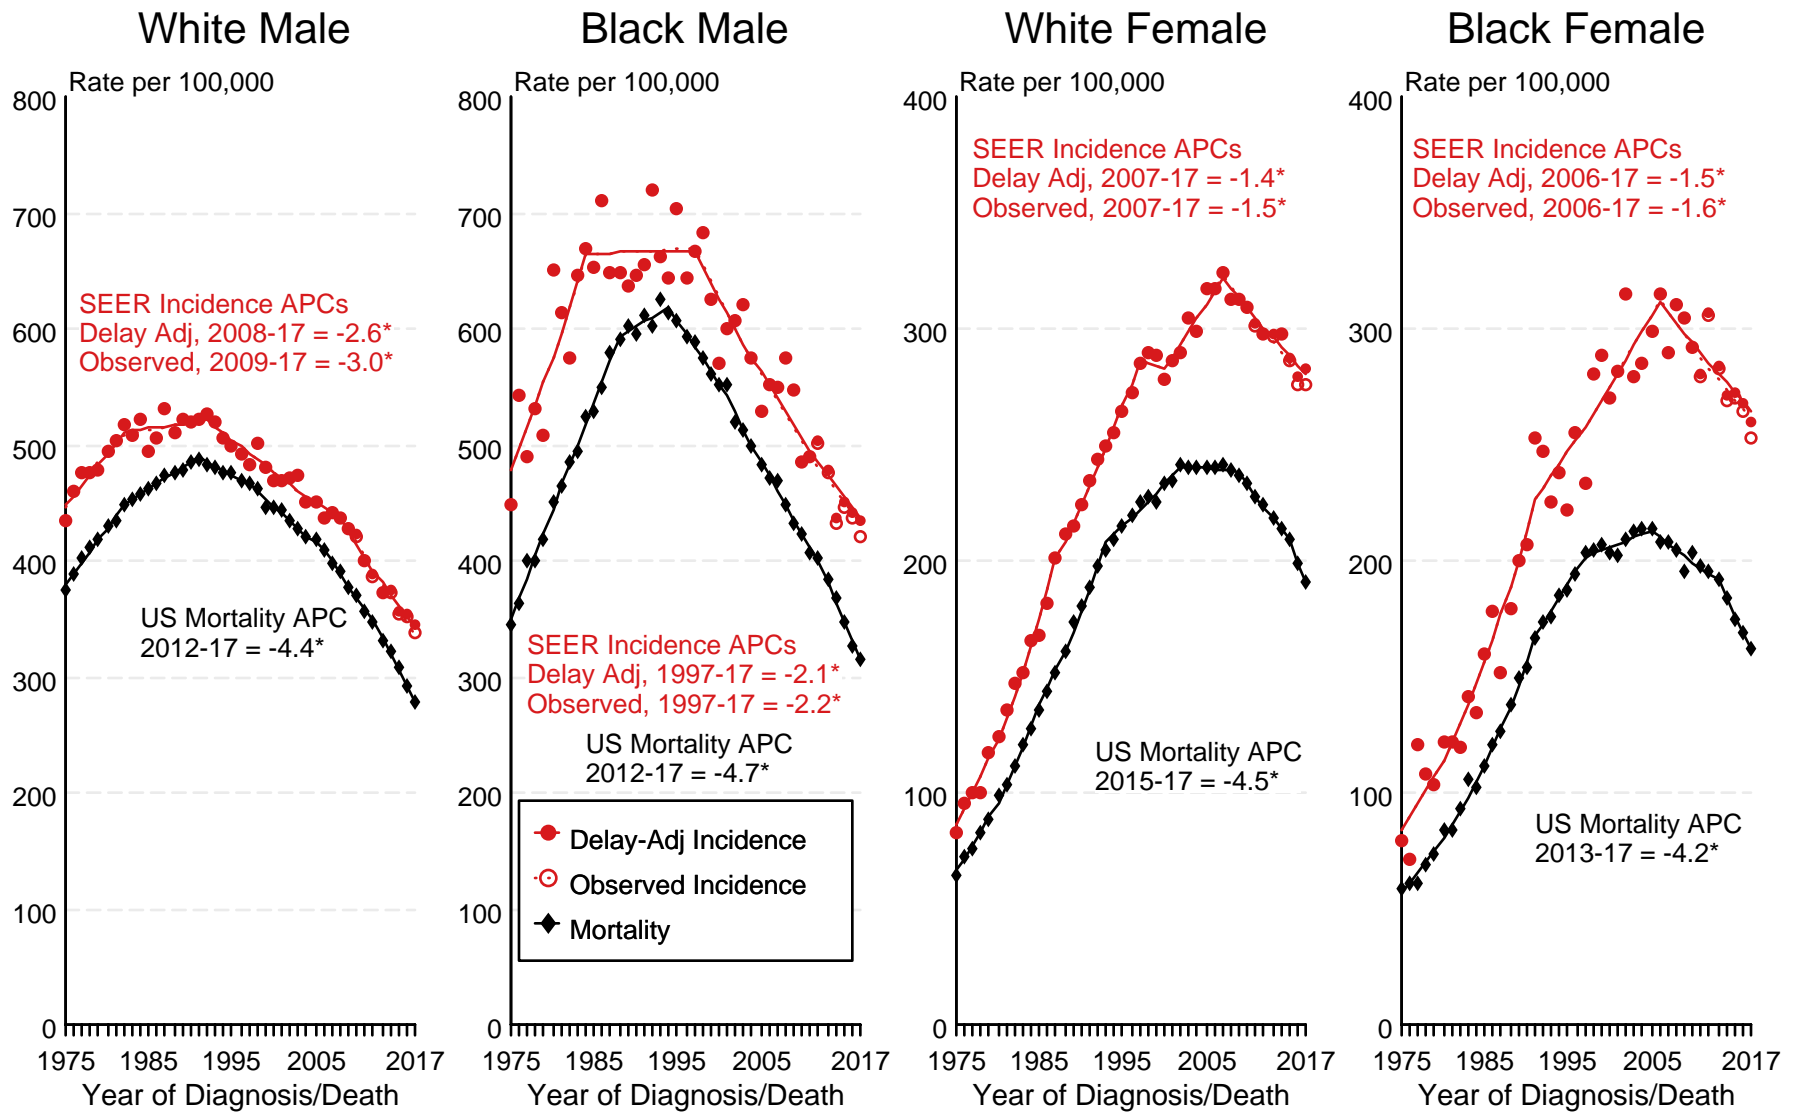 White Male
Rate per 100,000
800
700
600
500
400
300
200
100
0
SEER Incidence APCs
Delay Adj, 2008-17 = -2.6*
Observed, 2009-17 = -3.0*
US Mortality APC
2012-17 = -4.4*
1975 1985 1995 2005 2017
Year of Diagnosis/Death
Black Male
Rate per 100,000
800
700
600
500
400
300
200
100
0
SEER Incidence APCs
Delay Adj, 1997-17 = -2.1*
Observed, 1997-17 = -2.2*
US Mortality APC
2012-17 = -4.7*
Delay-Adj Incidence
Observed Incidence
Mortality
1975 1985 1995 2005 2017
Year of Diagnosis/Death
White Female
Rate per 100,000
400
300
200
100
0
SEER Incidence APCs
Delay Adj, 2007-17 = -1.4*
Observed, 2007-17 = -1.5*
US Mortality APC
2015-17 = -4.5*
1975 1985 1995 2005 2017
Year of Diagnosis/Death
Black Female
Rate per 100,000
400
300
200
100
0
SEER Incidence APCs
Delay Adj, 2006-17 = -1.5*
Observed, 2006-17 = -1.6*
US Mortality APC
2013-17 = -4.2*
1975 1985 1995 2005 2017
Year of Diagnosis/Death